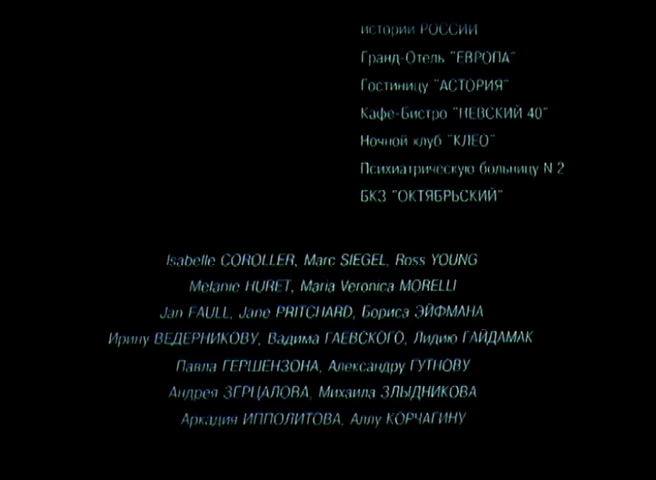 истории РОССИИ
Гранд-Отель "ЕВРОПА"
Гостиницу "АСТОРИЯ"
Кафе-Бистро "НЕВСКИЙ 40"
Ночной клуб "КЛЕО"
Психиатрическую больницу N 2
БКЗ "ОКТЯБРЬСКИЙ"
Isabelle COROLLER, Marc SIEGEL, Ross YOUNG
Melanie HURET, Maria Veronica MORELLI
Jan FAULL, Jane PRITCHARD, Бориса ЭЙФМАНА
Ирину ВЕДЕРНИКОВУ, Вадима ГАЕВСКОГО, Лидию ГАЙДАМАК
Павла ГЕРШЕНЗОНА, Александру ГУТНОВУ
Андрея ЗЕРЦАЛОВА, Михаила ЗЛЫДНИКОВА
Аркадия ИППОЛИТОВА, Аллу КОРЧАГИНУ